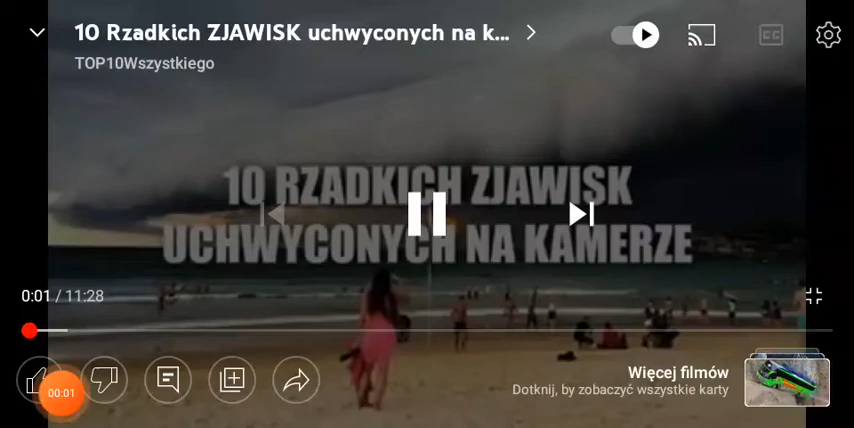 10 Rzadkich ZJAWISK uchwyconych na k...
TOP10Wszystkiego
CC
10 RZADKICH ZJAWISK
UCHWYCONYCH NA KAMERZE
0:01 / 11:28
00:01
Więcej filmów
Dotknij, by zobaczyć wszystkie karty